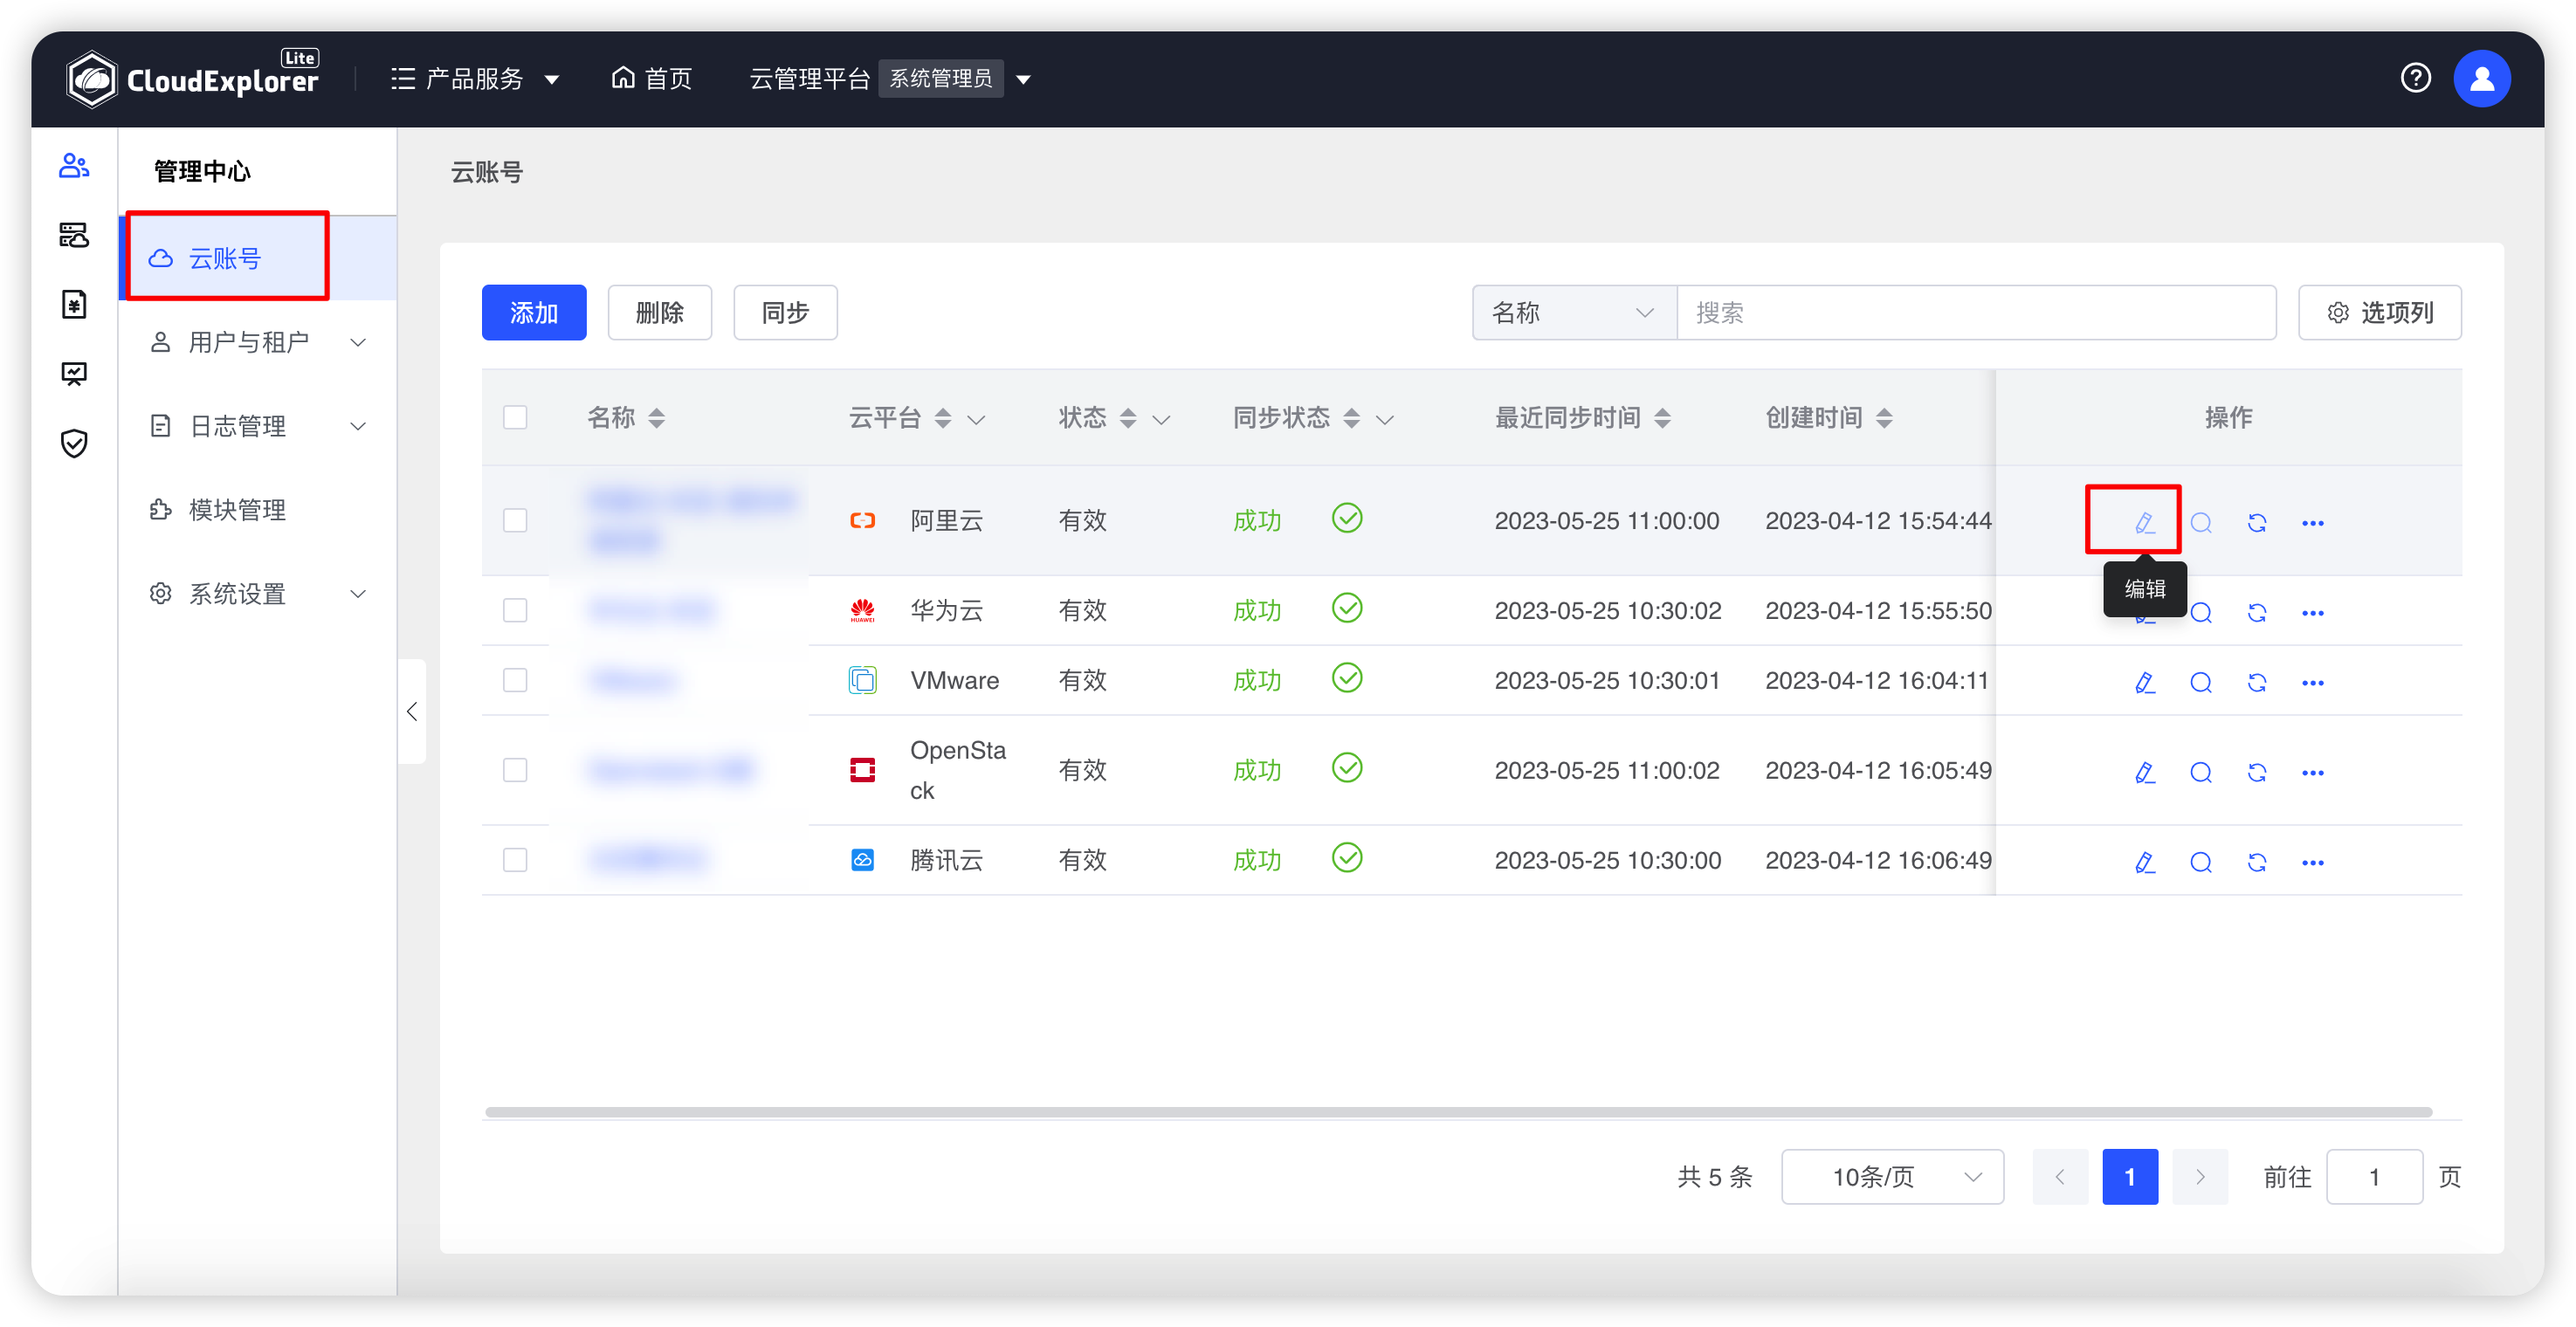 CloudExplorer Lite 产品服务 首页 云管理平台 系统管理员
管理中心
云账号
用户与租户
日志管理
模块管理
系统设置
云账号
添加 删除 同步 名称 搜索 选项列
名称 云平台 状态 同步状态 最近同步时间 创建时间 操作
阿里云 有效 成功 2023-05-25 11:00:00 2023-04-12 15:54:44
编辑
HUAWEI 华为云 有效 成功 2023-05-25 10:30:02 2023-04-12 15:55:50
VMware 有效 成功 2023-05-25 10:30:01 2023-04-12 16:04:11
OpenSta
ck 有效 成功 2023-05-25 11:00:02 2023-04-12 16:05:49
腾讯云 有效 成功 2023-05-25 10:30:00 2023-04-12 16:06:49
共 5 条 10条/页 1 前往 1 页